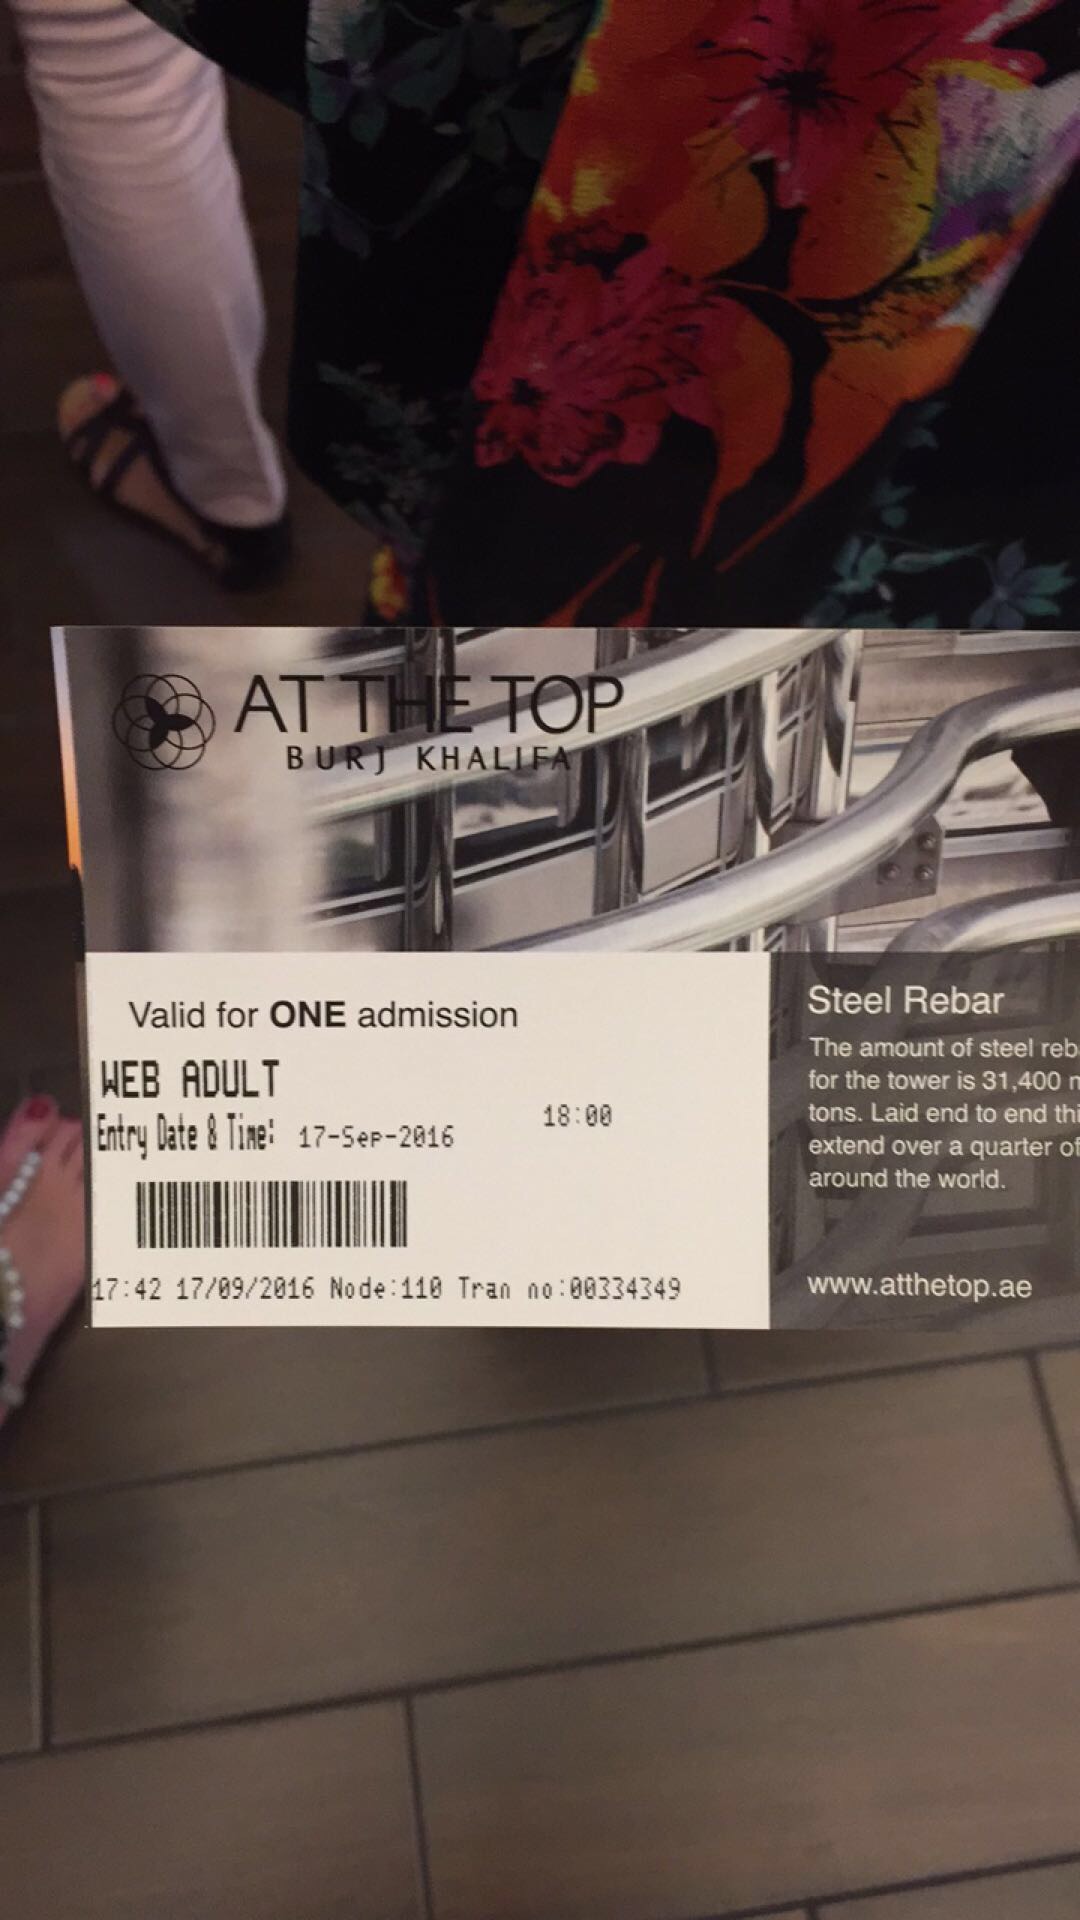 AT THE TOP
BURJ KHALIFA
Valid for ONE admission
WEB ADULT
Entry Date & Time: 17-Sep-2016 18:00
17:42 17/09/2016 Node:110 Tran no:00334349
Steel Rebar
The amount of steel
for the tower is 31,400
tons. Laid end to end
extend over a quarter of
around the world.
www.atthetop.ae